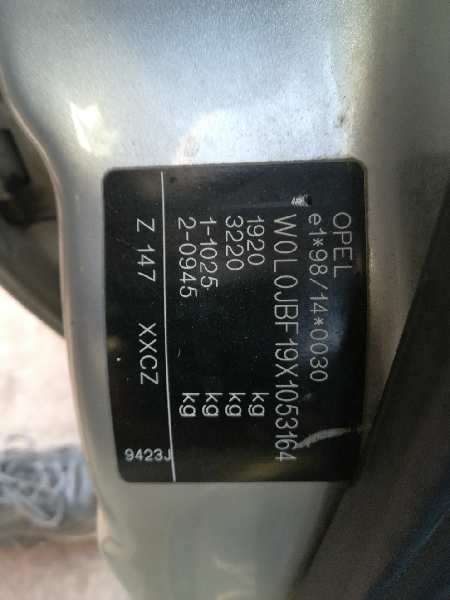 OPEL
e1*98/14*0030
W0L0JBF19X1053164
1920 kg
3220 kg
1-1025 kg
2-0945 kg
Z 147 XXCZ
9423J